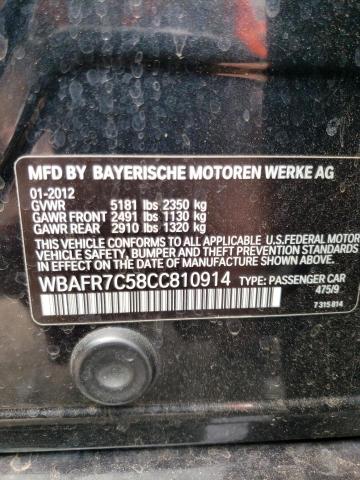 MFD BY BAYERISCHE MOTOREN WERKE AG
01-2012
GVWR 5181 lbs 2350 kg
GAWR FRONT 2491 lbs 1130 kg
GAWR REAR 2910 lbs 1320 kg
THIS VEHICLE CONFORMS TO ALL APPLICABLE U.S.FEDERAL MOTOR
VEHICLE SAFETY, BUMPER AND THEFT PREVENTION STANDARDS
IN EFFECT ON THE DATE OF MANUFACTURE SHOWN ABOVE.
WBAFR7C58CC810914 TYPE: PASSENGER CAR
475/9
7315814